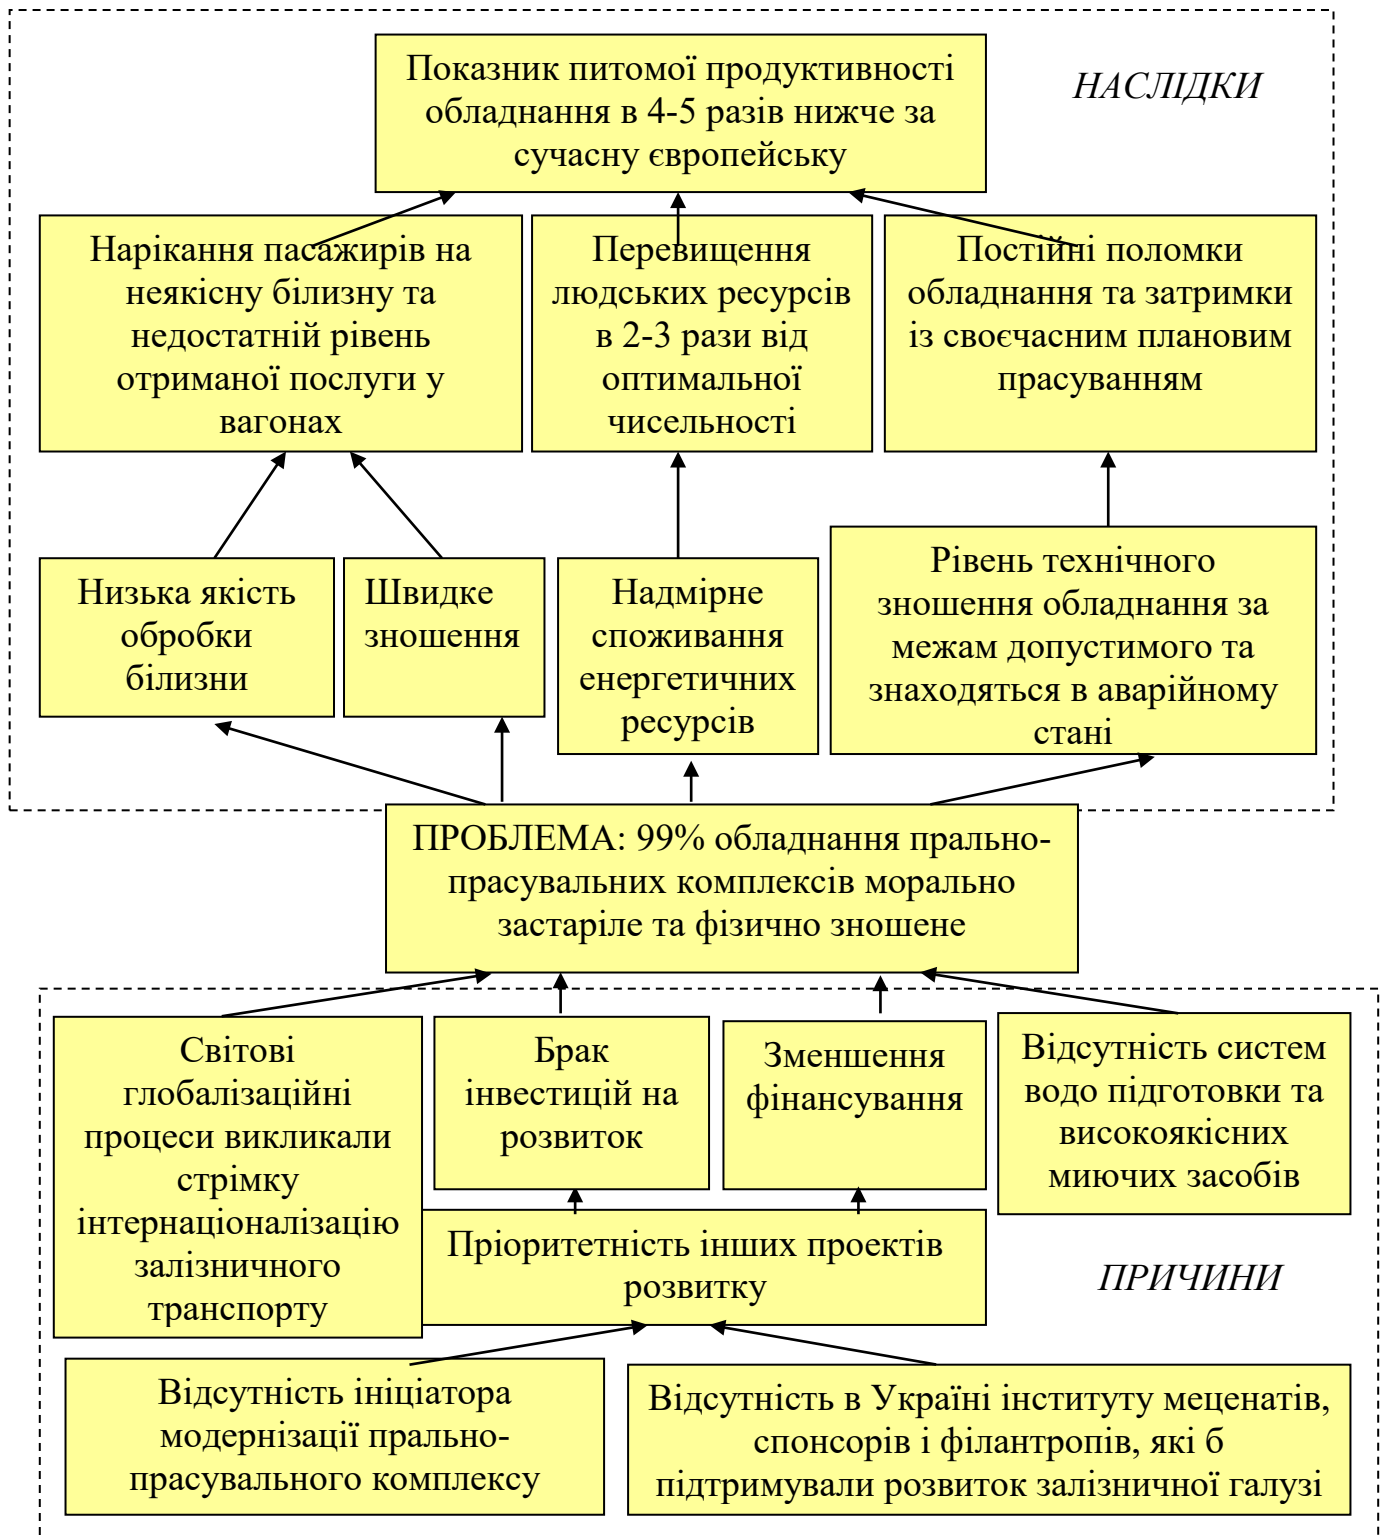 Показник питомої продуктивності
обладнання в 4-5 разів нижче за
сучасну європейську
НАСЛІДКИ
Нарікання пасажирів на
неякісну білизну та
недостатній рівень
отриманої послуги у
вагонах
Перевищення
людських ресурсів
в 2-3 рази від
оптимальної
чисельності
Постійні поломки
обладнання та затримки
із своєчасним плановим
прасуванням
Низька якість
обробки
білизни
Швидке
зношення
Надмірне
споживання
енергетичних
ресурсів
Рівень технічного
зношення обладнання за
межам допустимого та
знаходяться в аварійному
стані
ПРОБЛЕМА: 99% обладнання прально-
прасувальних комплексів морально
застаріле та фізично зношене
Світові
глобалізаційні
процеси викликали
стрімку
інтернаціоналізацію
залізничного
транспорту
Брак
інвестицій на
розвиток
Зменшення
фінансування
Відсутність систем
водо підготовки та
високоякісних
миючих засобів
Пріоритетність інших проектів
розвитку
ПРИЧИНИ
Відсутність ініціатора
модернізації прально-
прасувального комплексу
Відсутність в Україні інституту меценатів,
спонсорів і філантропів, які б
підтримували розвиток залізничної галузі